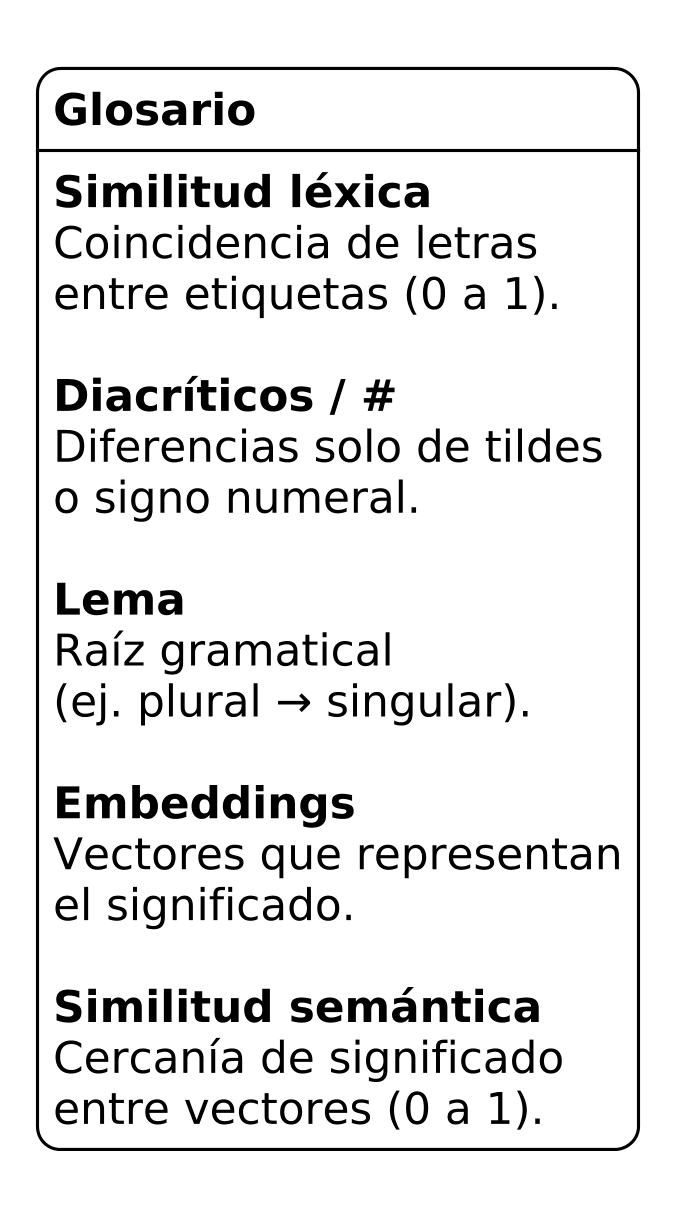 Glosario
Similitud léxica
Coincidencia de letras
entre etiquetas (0 a 1).
Diacríticos / #
Diferencias solo de tildes
o signo numeral.
Lema
Raíz gramatical
(ej. plural → singular).
Embeddings
Vectores que representan
el significado.
Similitud semántica
Cercanía de significado
entre vectores (0 a 1).